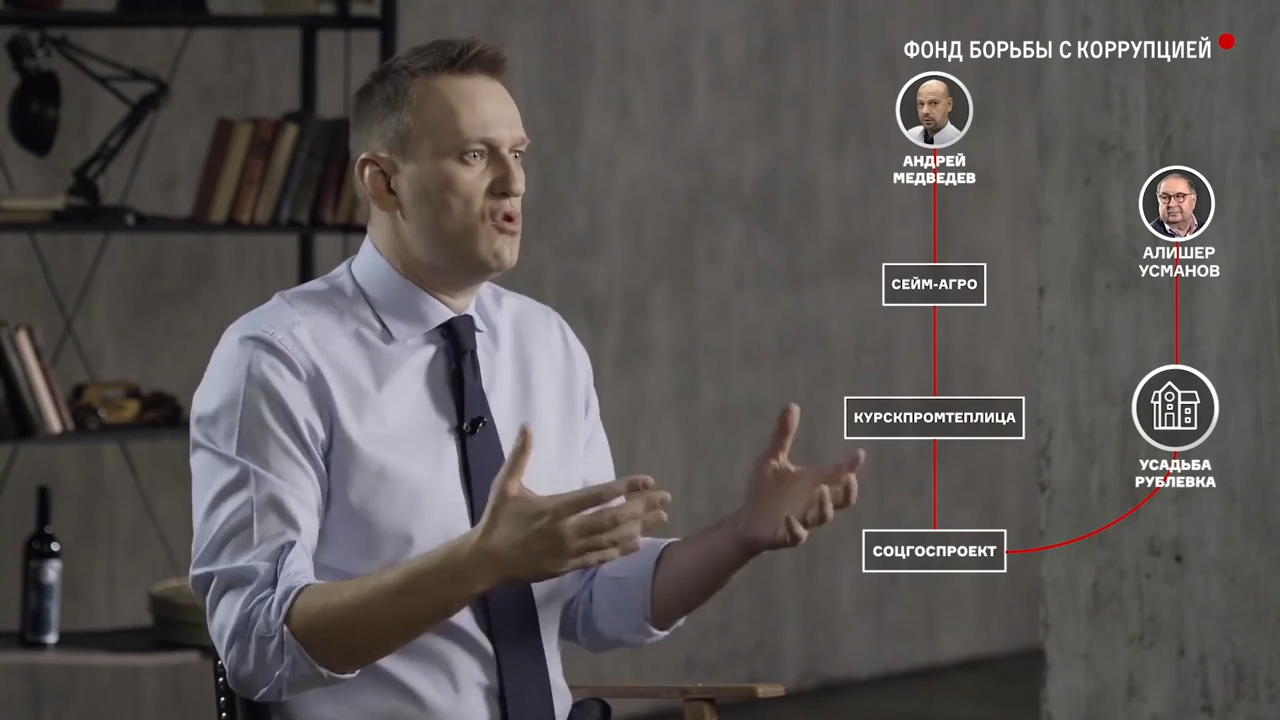 ФОНД БОРЬБЫ С КОРРУПЦИЕЙ
АНДРЕЙ
МЕДВЕДЕВ
АЛИШЕР
УСМАНОВ
СЕЙМ-АГРО
КУРСКПРОМТЕПЛИЦА
УСАДЬБА
РУБЛЕВКА
СОЦГОСПРОЕКТ